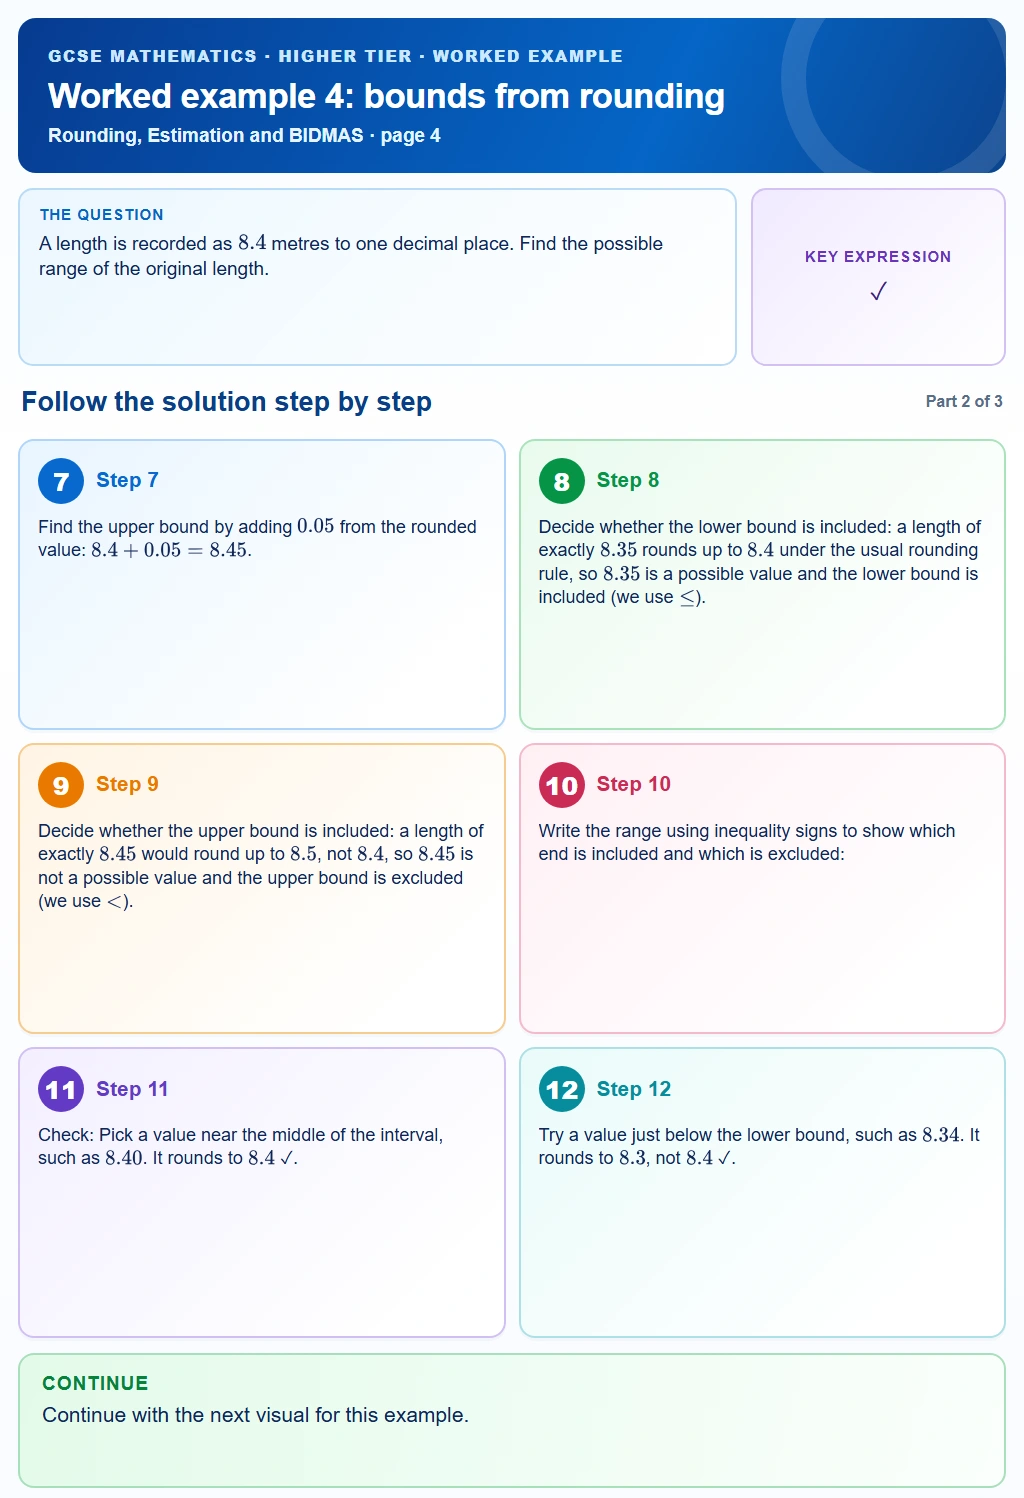 GCSE MATHEMATICS · HIGHER TIER · WORKED EXAMPLE
Worked example 4: bounds from rounding
Rounding, Estimation and BIDMAS · page 4
THE QUESTION
A length is recorded as 8.4 metres to one decimal place. Find the possible
range of the original length.
KEY EXPRESSION
✓
Follow the solution step by step
Part 2 of 3
7 Step 7
Find the upper bound by adding 0.05 from the rounded
value: 8.4 + 0.05 = 8.45.
8 Step 8
Decide whether the lower bound is included: a length of
exactly 8.35 rounds up to 8.4 under the usual rounding
rule, so 8.35 is a possible value and the lower bound is
included (we use ≤).
9 Step 9
Decide whether the upper bound is included: a length of
exactly 8.45 would round up to 8.5, not 8.4, so 8.45 is
not a possible value and the upper bound is excluded
(we use <).
10 Step 10
Write the range using inequality signs to show which
end is included and which is excluded:
11 Step 11
Check: Pick a value near the middle of the interval,
such as 8.40. It rounds to 8.4 ✓.
12 Step 12
Try a value just below the lower bound, such as 8.34. It
rounds to 8.3, not 8.4 ✓.
CONTINUE
Continue with the next visual for this example.